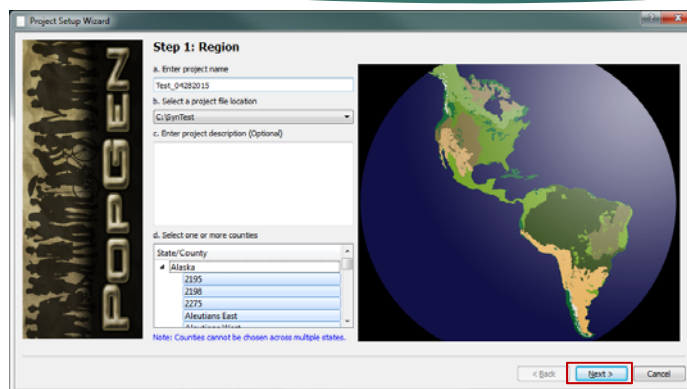 Project Setup Wizard
POPGEN
Step 1: Region
a. Enter project name
Test_04282015
b. Select a project file location
C:\SynTest
c. Enter project description (Optional)
d. Select one or more counties
State/County
Alaska
2195
2198
2275
Aleutians East
Aleutians West
Note: Counties cannot be chosen across multiple states.
< Back
Next >
Cancel